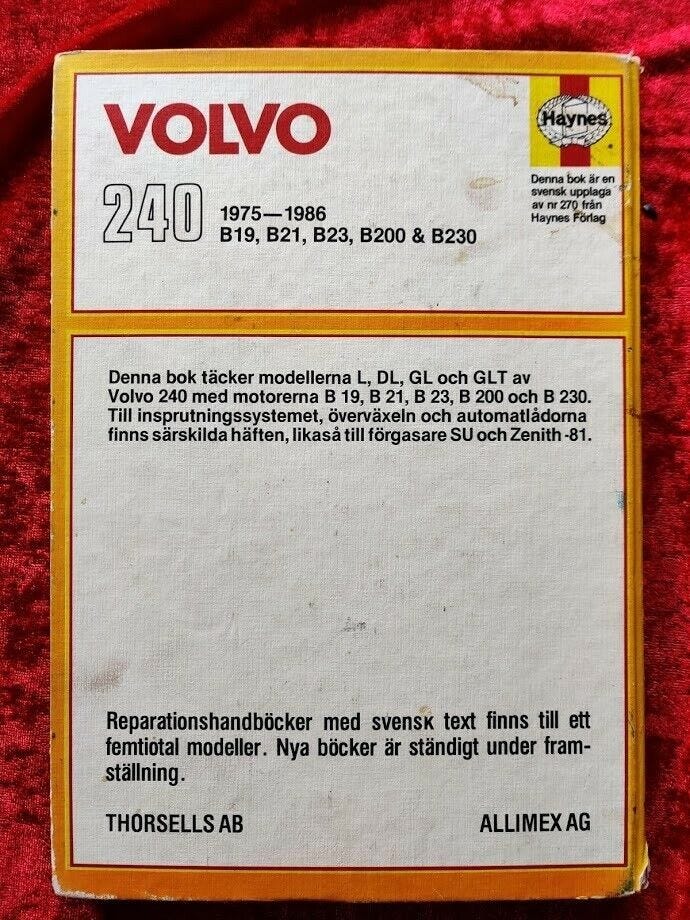 VOLVO
240
1975—1986
B19, B21, B23, B200 & B230
Haynes
Denna bok är en
svensk upplaga
av nr 270 från
Haynes Förlag
Denna bok täcker modellerna L, DL, GL och GLT av
Volvo 240 med motorerna B 19, B 21, B 23, B 200 och B 230.
Till insprutningssystemet, överväxeln och automatlådorna
finns särskilda häften, likaså till förgasare SU och Zenith -81.
Reparationshandböcker med svensk text finns till ett
femtiotal modeller. Nya böcker är ständigt under fram-
ställning.
THORSELLS AB
ALLIMEX AG